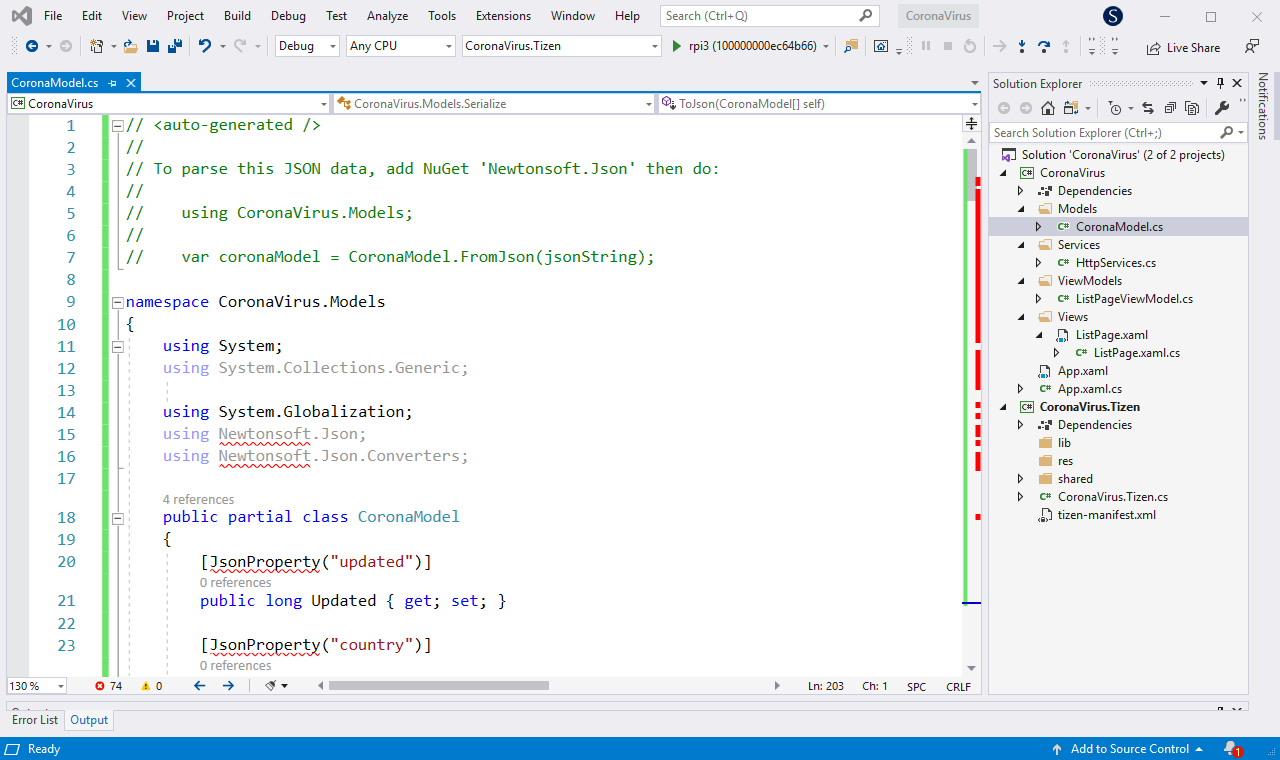 File Edit View Project Build Debug Test Analyze Tools Extensions Window Help Search (Ctrl+Q) CoronaVirus S
Debug Any CPU CoronaVirus.Tizen rpi3 (100000000ec64b66) Live Share
CoronaModel.cs
CoronaVirus CoronaVirus.Models.Serialize ToJson(CoronaModel[] self)
1 // <auto-generated />
2 //
3 // To parse this JSON data, add NuGet 'Newtonsoft.Json' then do:
4 //
5 //    using CoronaVirus.Models;
6 //
7 //    var coronaModel = CoronaModel.FromJson(jsonString);
8
9 namespace CoronaVirus.Models
10 {
11     using System;
12     using System.Collections.Generic;
13
14     using System.Globalization;
15     using Newtonsoft.Json;
16     using Newtonsoft.Json.Converters;
17
4 references
18     public partial class CoronaModel
19     {
20         [JsonProperty("updated")]
0 references
21         public long Updated { get; set; }
22
23         [JsonProperty("country")]
0 references
130 % 74 0 Ln: 203 Ch: 1 SPC CRLF
Solution Explorer
Search Solution Explorer (Ctrl+;)
Solution 'CoronaVirus' (2 of 2 projects)
C# CoronaVirus
Dependencies
Models
C# CoronaModel.cs
Services
C# HttpServices.cs
ViewModels
C# ListPageViewModel.cs
Views
ListPage.xaml
C# ListPage.xaml.cs
App.xaml
C# App.xaml.cs
C# CoronaVirus.Tizen
Dependencies
lib
res
shared
C# CoronaVirus.Tizen.cs
tizen-manifest.xml
Notifications
Error List Output
Ready Add to Source Control 1